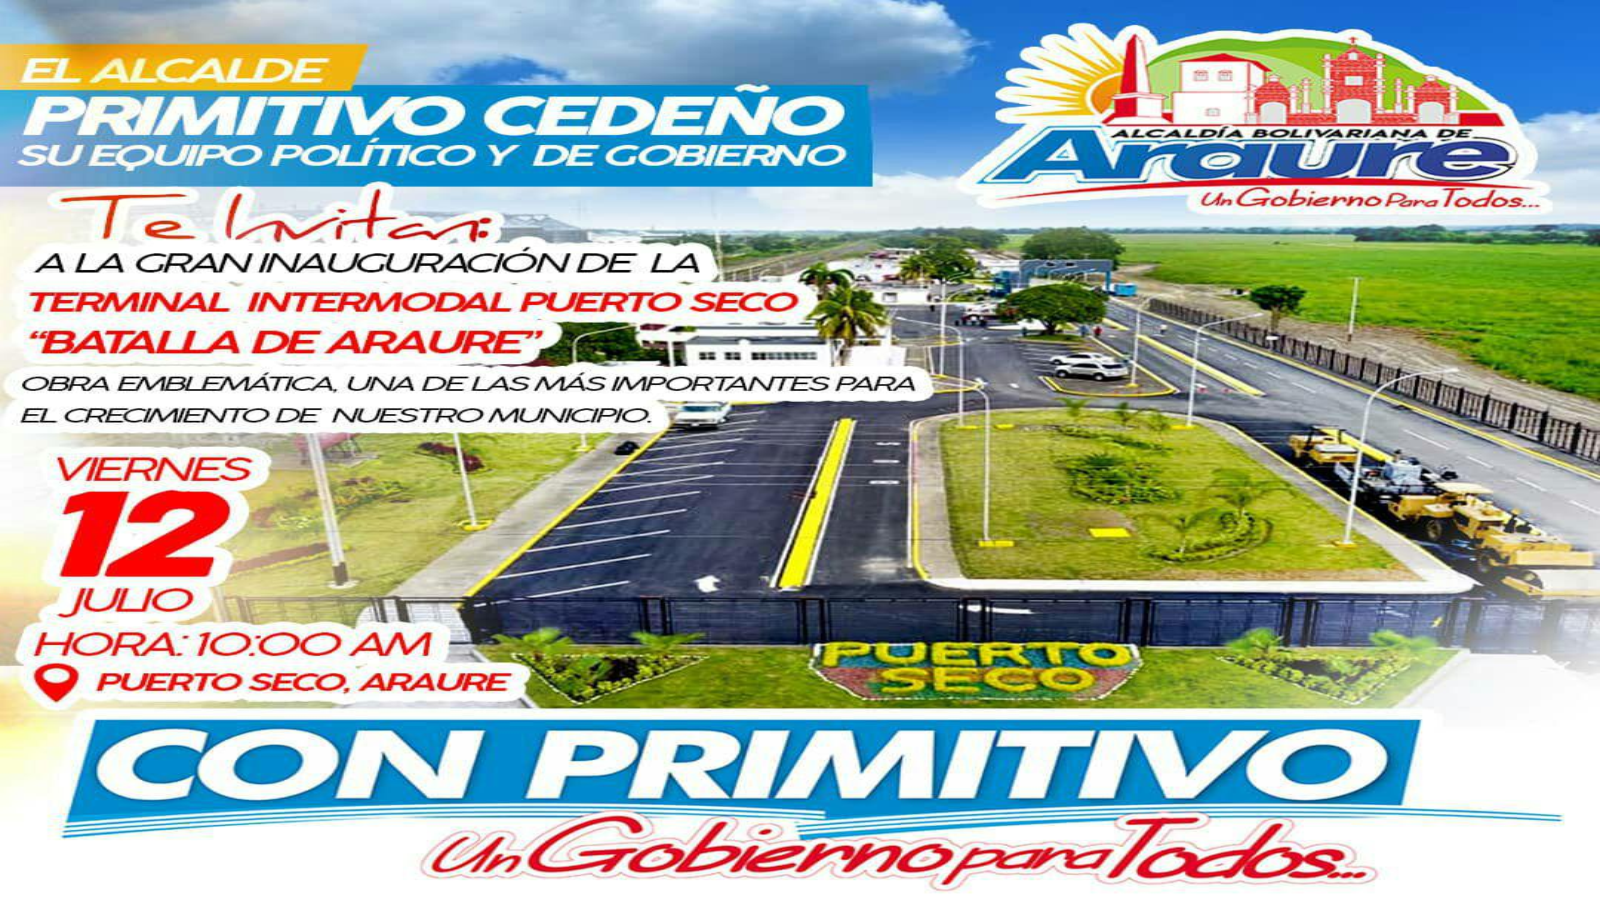 EL ALCALDE
PRIMITIVO CEDEÑO
SU EQUIPO POLÍTICO Y DE GOBIERNO
ALCALDÍA BOLIVARIANA DE
Araure
Un Gobierno Para Todos...
Te Invitan:
A LA GRAN INAUGURACIÓN DE LA
TERMINAL INTERMODAL PUERTO SECO
“BATALLA DE ARAURE”
OBRA EMBLEMÁTICA, UNA DE LAS MÁS IMPORTANTES PARA
EL CRECIMIENTO DE NUESTRO MUNICIPIO.
VIERNES
12
JULIO
HORA: 10:00 AM
PUERTO SECO, ARAURE
PUERTO
SECO
CON PRIMITIVO
Un Gobierno para Todos...